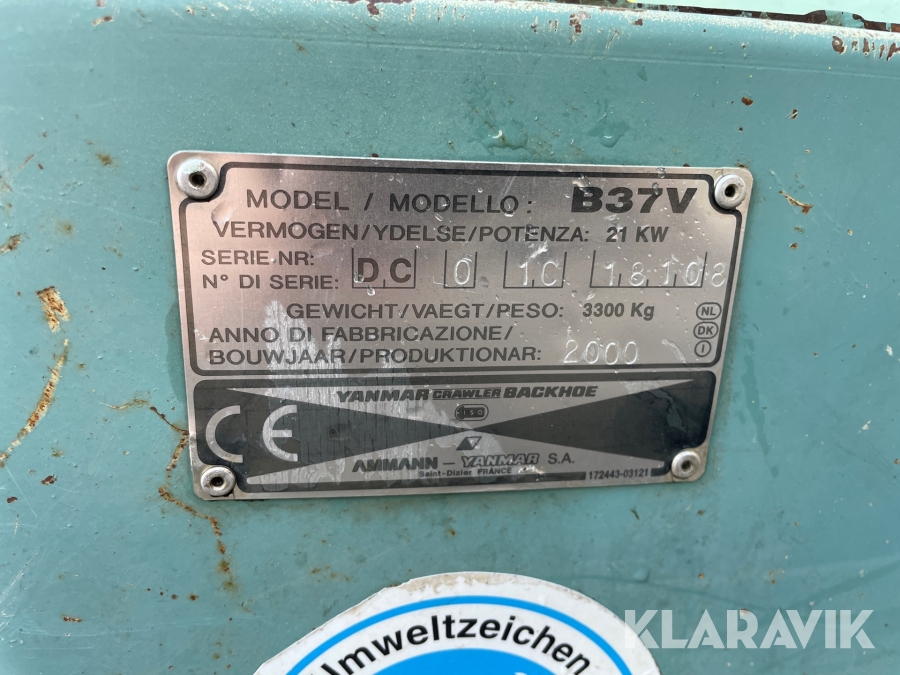 MODEL / MODELLO: B37V
VERMOGEN/YDELSE/POTENZA: 21 KW
SERIE NR:
N° DI SERIE: DC 0 1C 18108
GEWICHT/VAEGT/PESO: 3300 Kg
NL
ANNO DI FABBRICAZIONE/
DK
BOUWJAAR/PRODUKTIONAR: 2000
I
YANMAR CRAWLER BACKHOE
ISO
CE
AMMANN – YANMAR S.A.
Saint-Dizier FRANCE
172443-03121
Umweltzeichen
KLARAVIK